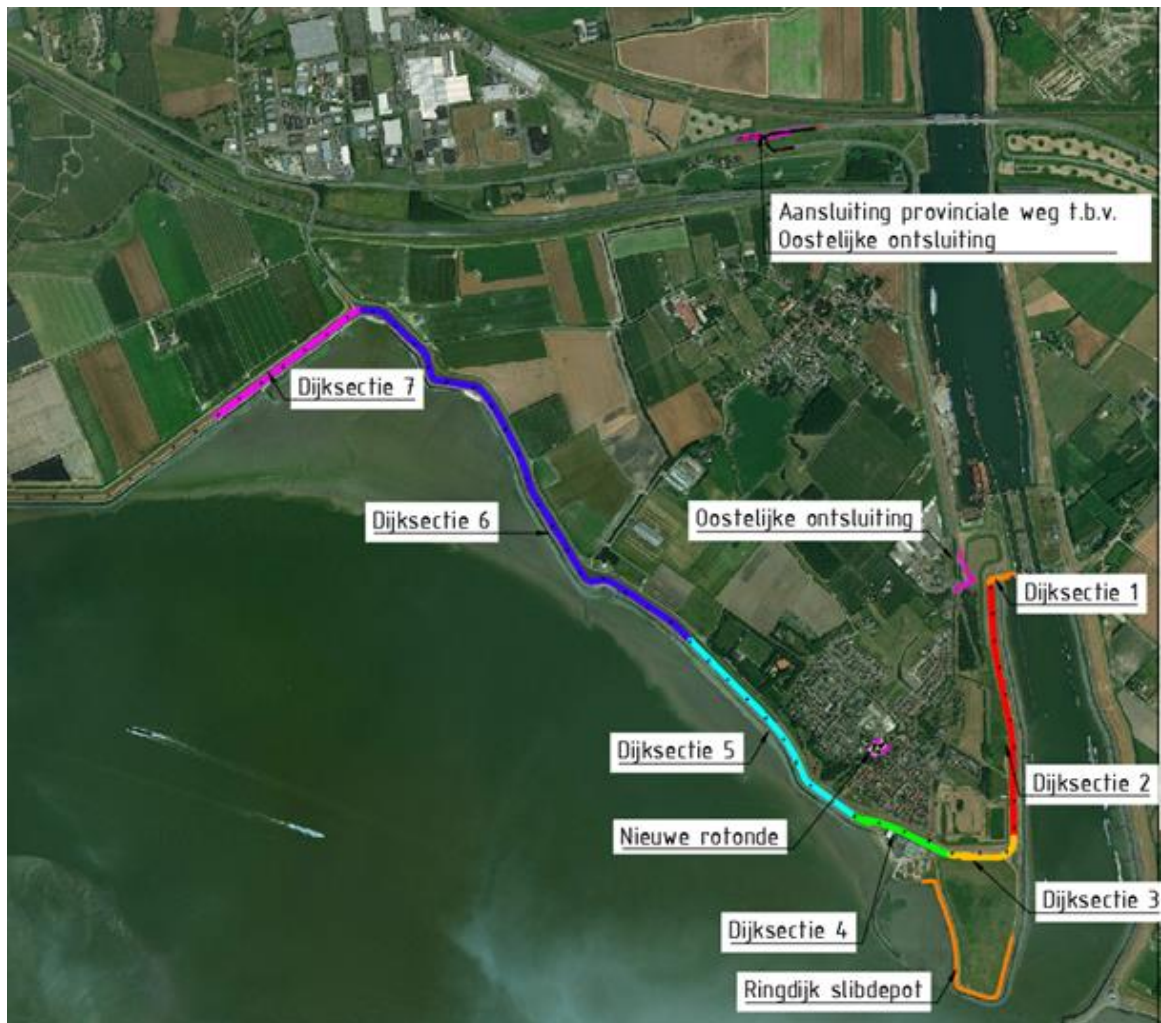 Aansluiting provinciale weg t.b.v.
Oostelijke ontsluiting
Dijksectie 7
Dijksectie 6
Oostelijke ontsluiting
Dijksectie 1
Dijksectie 5
Dijksectie 2
Nieuwe rotonde
Dijksectie 3
Dijksectie 4
Ringdijk slibdepot